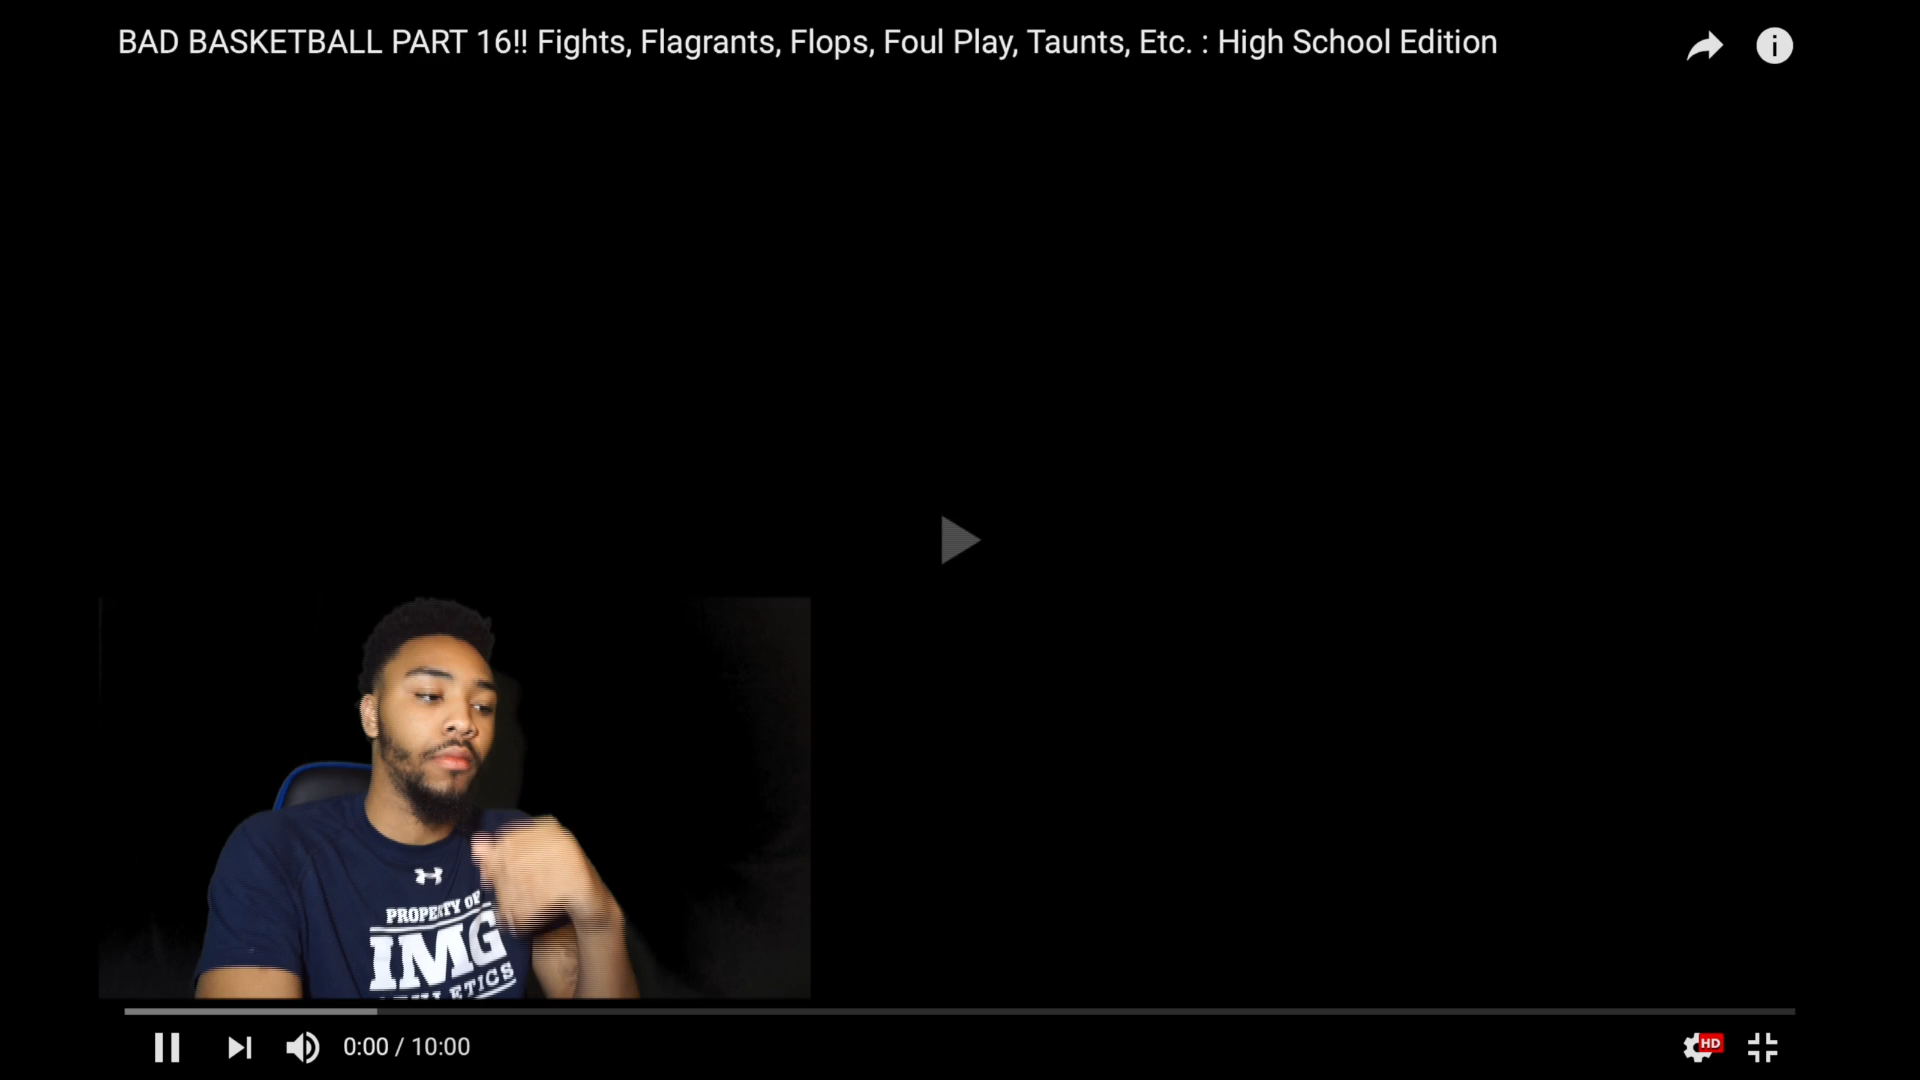 BAD BASKETBALL PART 16!! Fights, Flagrants, Flops, Foul Play, Taunts, Etc. : High School Edition
PROPERTY OF
IMG
ATHLETICS
0:00 / 10:00
HD